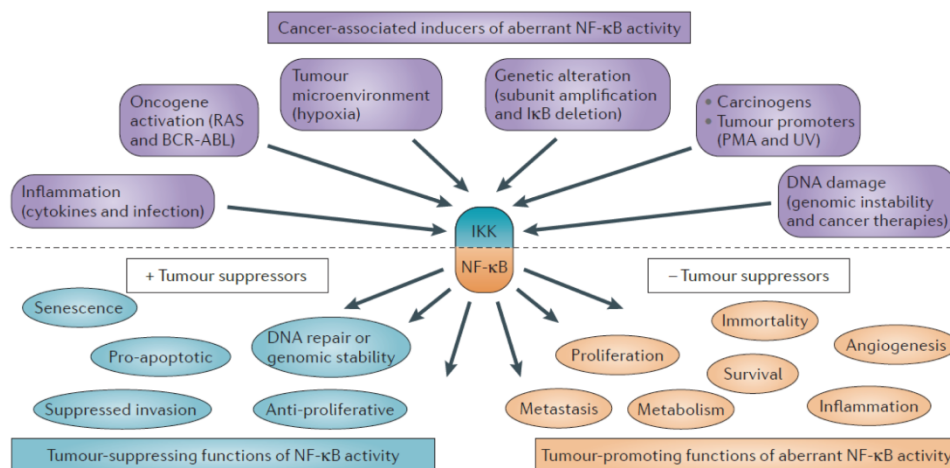 Cancer-associated inducers of aberrant NF-κB activity
Tumour
microenvironment
(hypoxia)
Genetic alteration
(subunit amplification
and IκB deletion)
Oncogene
activation (RAS
and BCR-ABL)
• Carcinogens
• Tumour promoters
(PMA and UV)
Inflammation
(cytokines and infection)
DNA damage
(genomic instability
and cancer therapies)
IKK
NF-κB
+ Tumour suppressors
– Tumour suppressors
Senescence
Pro-apoptotic
DNA repair or
genomic stability
Suppressed invasion
Anti-proliferative
Immortality
Proliferation
Angiogenesis
Survival
Metastasis
Metabolism
Inflammation
Tumour-suppressing functions of NF-κB activity
Tumour-promoting functions of aberrant NF-κB activity